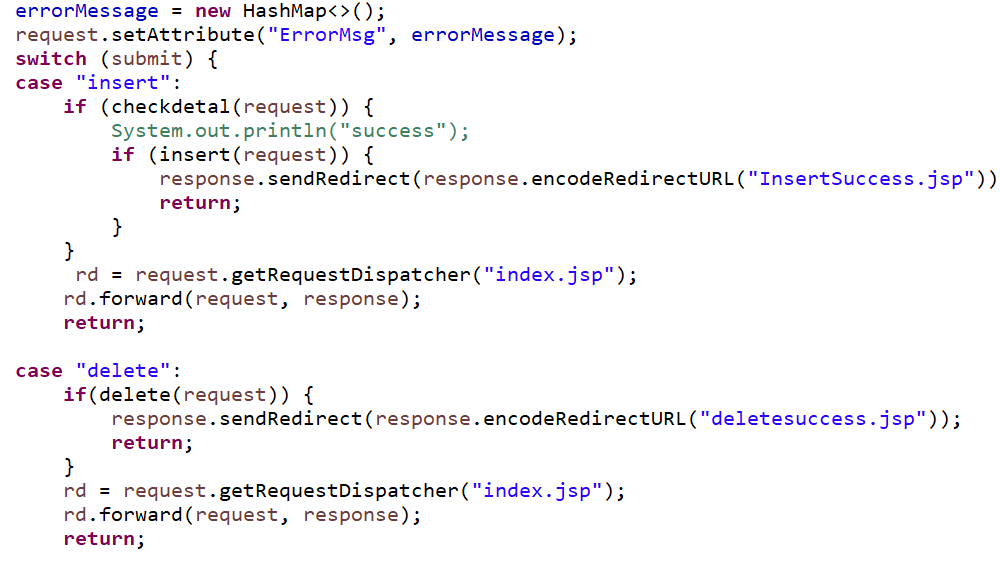 errorMessage = new HashMap<>();
request.setAttribute("ErrorMsg", errorMessage);
switch (submit) {
case "insert":
    if (checkdetal(request)) {
        System.out.println("success");
        if (insert(request)) {
            response.sendRedirect(response.encodeRedirectURL("InsertSuccess.jsp"))
            return;
        }
    }
     rd = request.getRequestDispatcher("index.jsp");
    rd.forward(request, response);
    return;

case "delete":
    if(delete(request)) {
        response.sendRedirect(response.encodeRedirectURL("deletesuccess.jsp"));
        return;
    }
    rd = request.getRequestDispatcher("index.jsp");
    rd.forward(request, response);
    return;